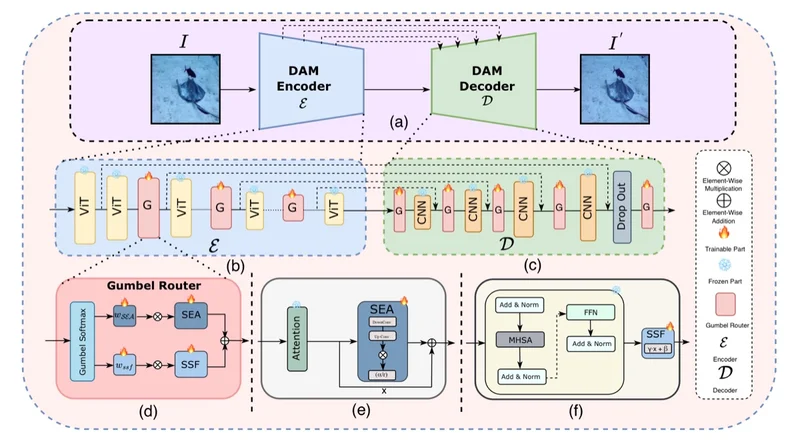 I
I′
DAM
Encoder
ℰ
DAM
Decoder
𝒟
(a)
ViT
ViT
G
ViT
G
ViT
G
ViT
ℰ
(b)
G
CNN
G
CNN
G
CNN
G
CNN
Drop Out
G
𝒟
(c)
Element-Wise
Multiplication
Element-Wise
Addition
Trainable Part
Frozen Part
Gumbel Router
ℰ
Encoder
𝒟
Decoder
Gumbel Router
Gumbel Softmax
w_SEA
SEA
w_ssf
SSF
(d)
Attention
SEA
DownConv
Up-Conv
(α/r)
x
(e)
Add & Norm
MHSA
Add & Norm
FFN
Add & Norm
SSF
γ·x + β
(f)